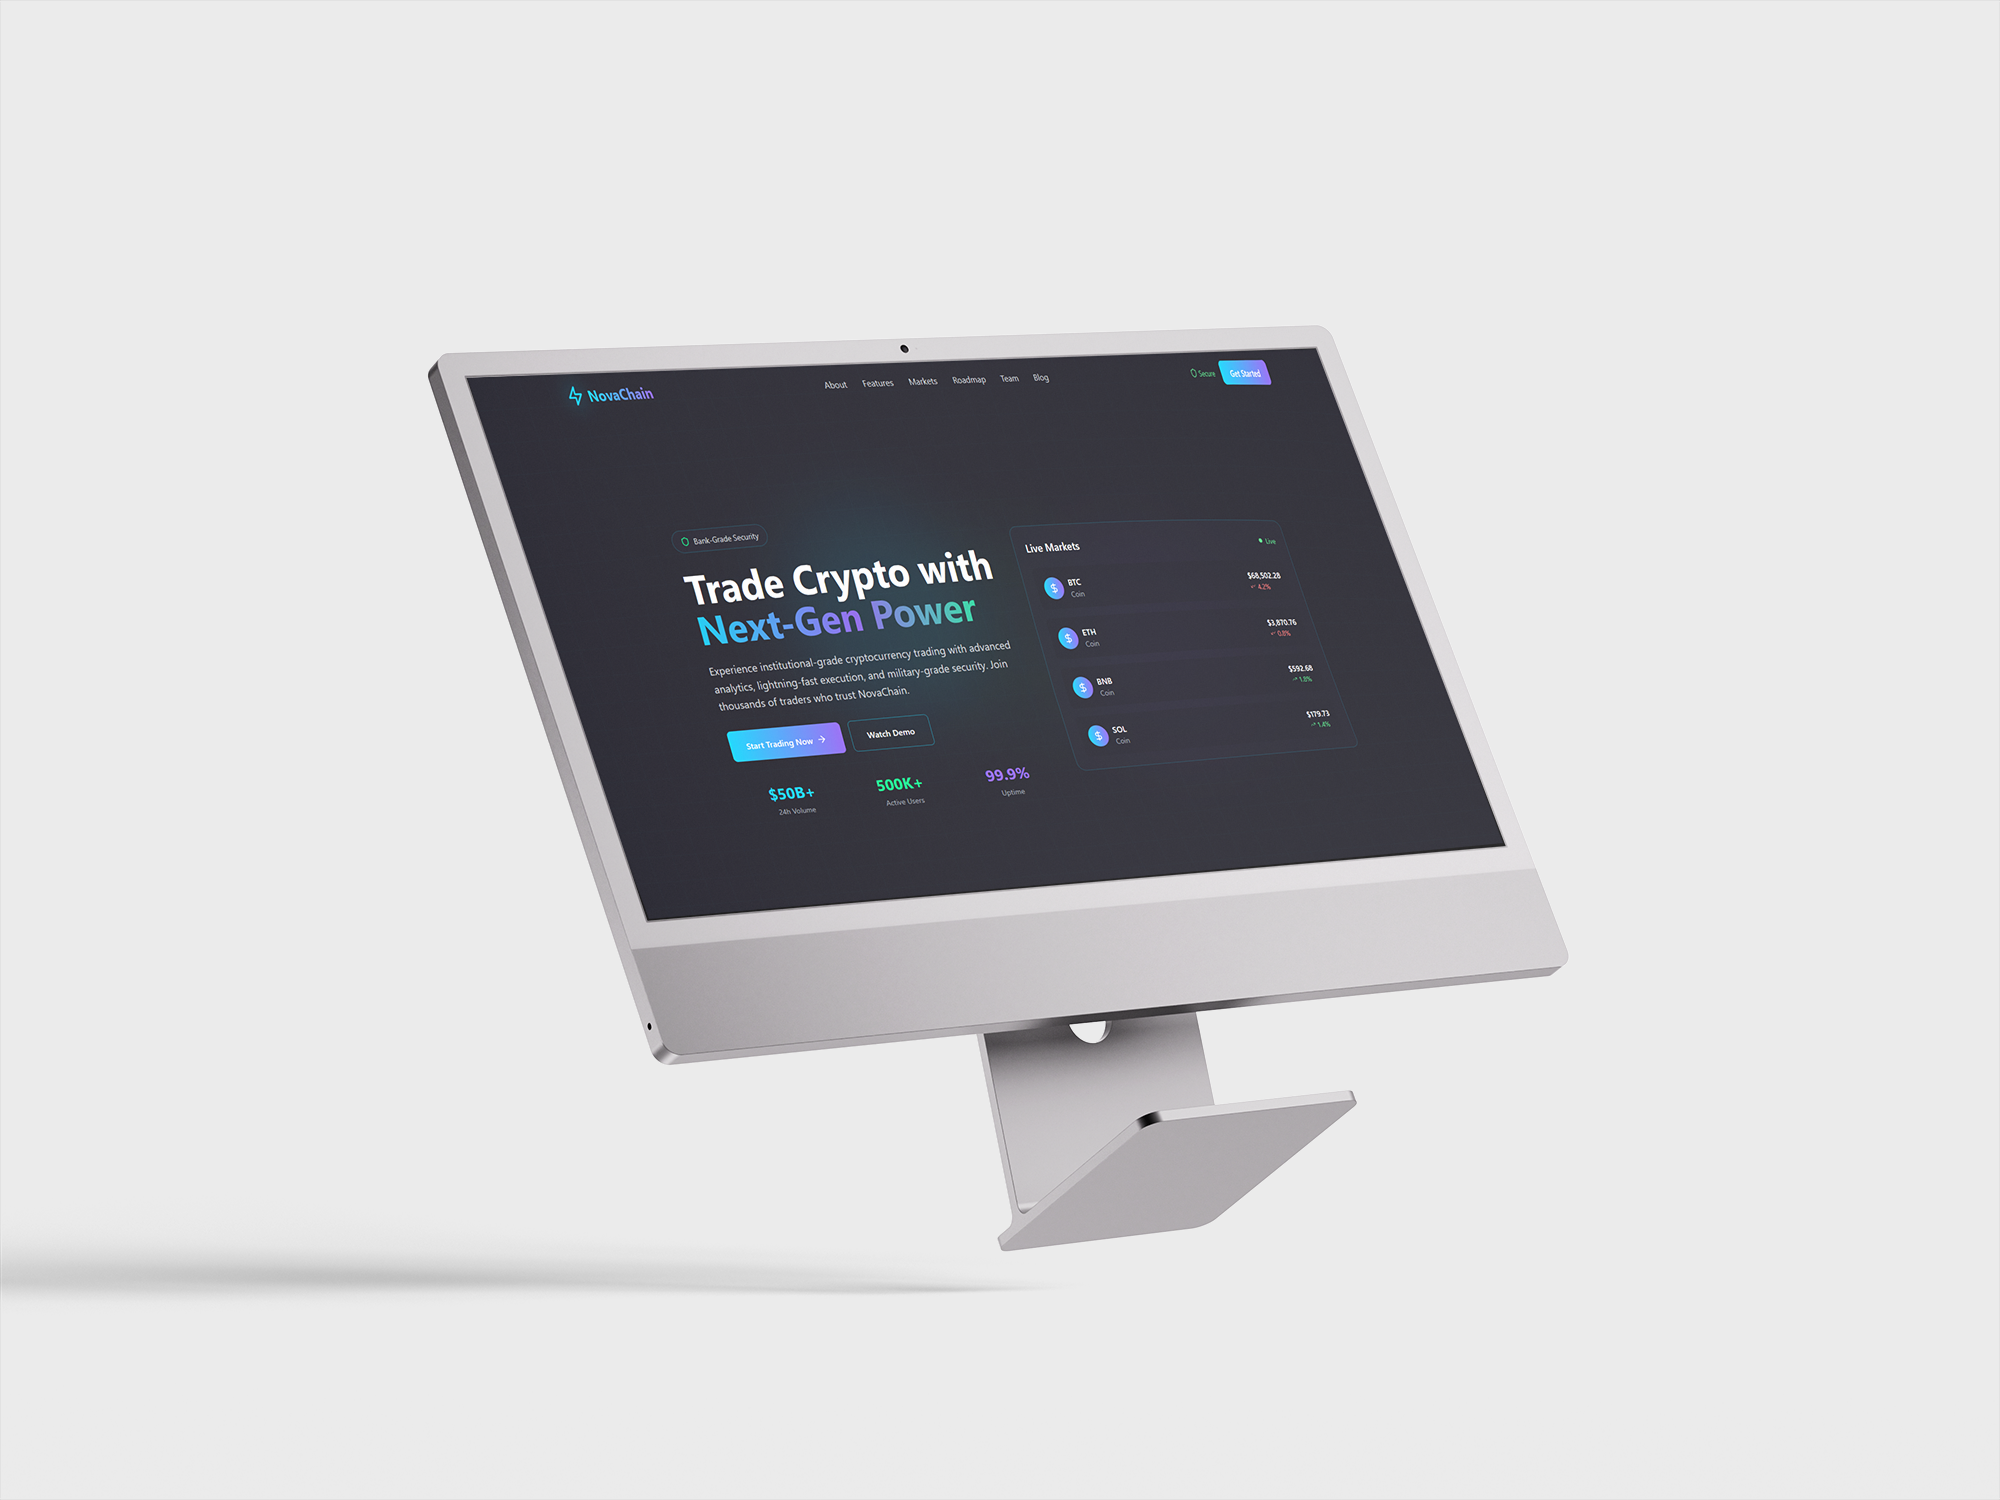 NovaChain
About Features Markets Roadmap Team Blog
Secure
Get Started
Bank-Grade Security
Trade Crypto with
Next-Gen Power
Experience institutional-grade cryptocurrency trading with advanced
analytics, lightning-fast execution, and military-grade security. Join
thousands of traders who trust NovaChain.
Start Trading Now →
Watch Demo
$50B+
24h Volume
500K+
Active Users
99.9%
Uptime
Live Markets
Live
$
BTC
Coin
$68,502.28
4.2%
$
ETH
Coin
$3,870.76
0.8%
$
BNB
Coin
$592.68
1.8%
$
SOL
Coin
$179.73
1.4%